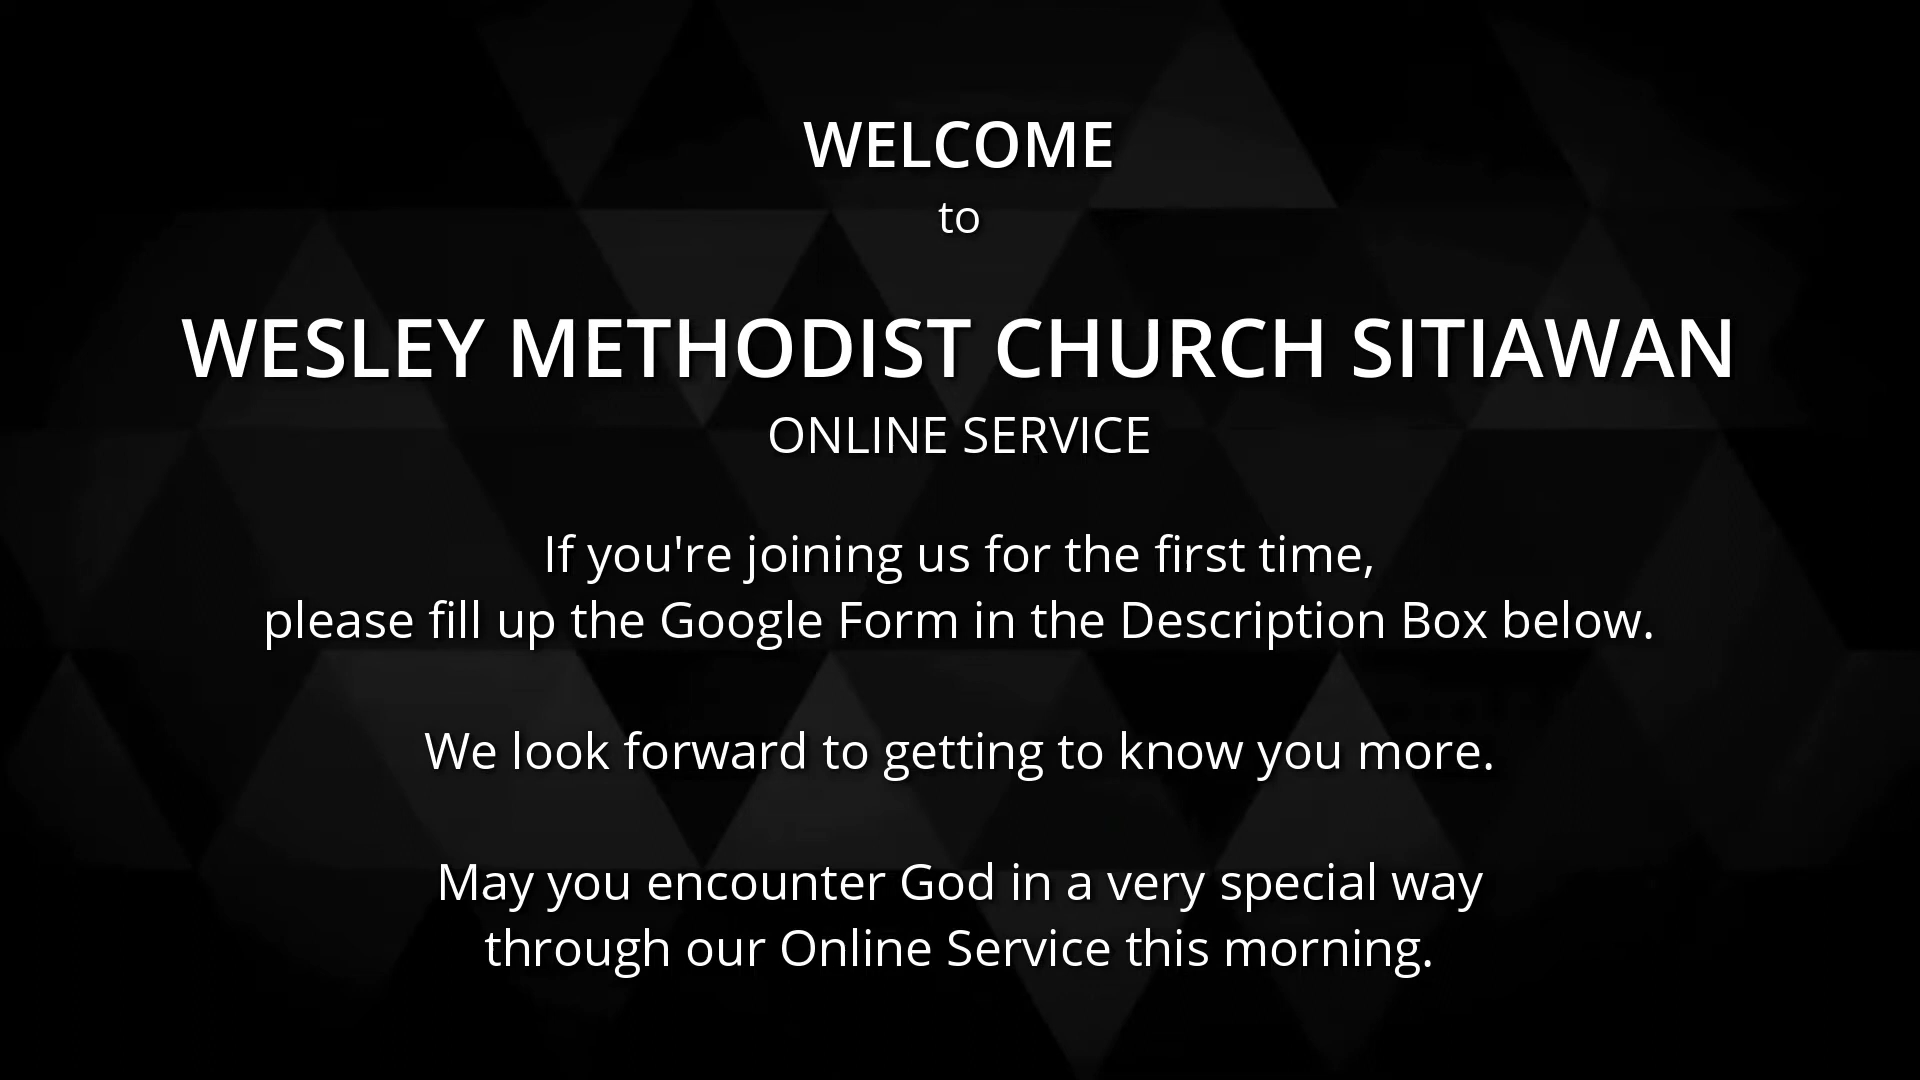 WELCOME
to
WESLEY METHODIST CHURCH SITIAWAN
ONLINE SERVICE
If you're joining us for the first time,
please fill up the Google Form in the Description Box below.
We look forward to getting to know you more.
May you encounter God in a very special way
through our Online Service this morning.